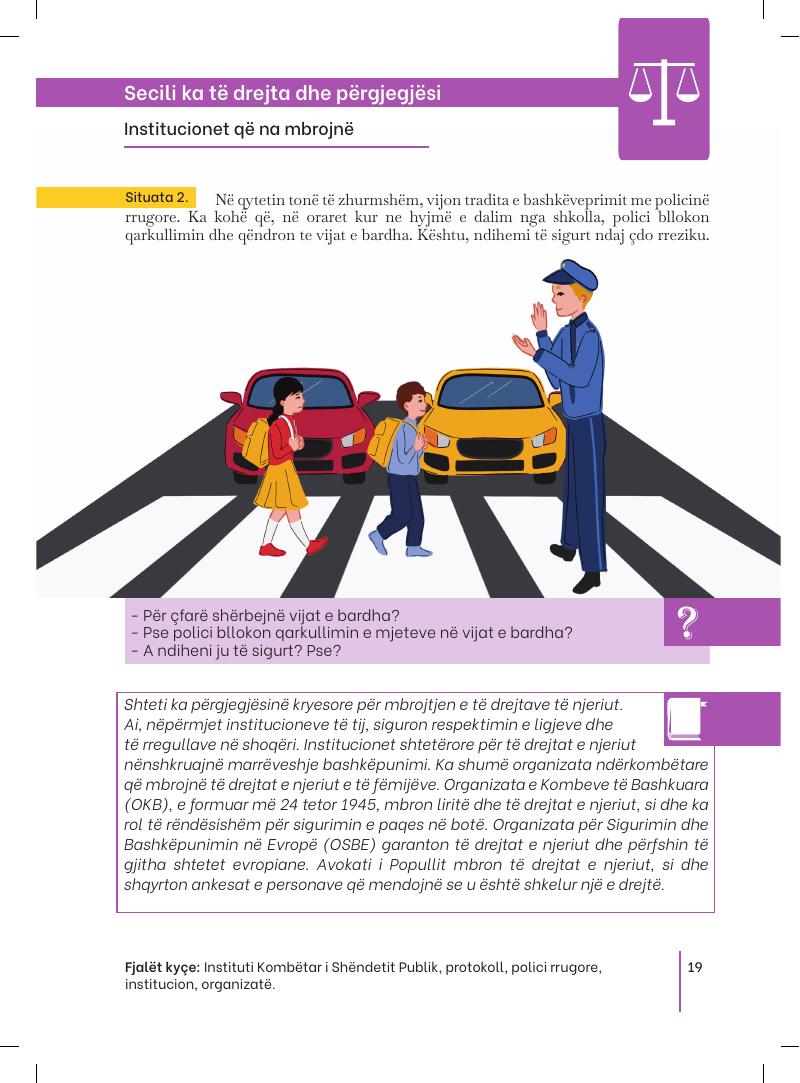 Secili ka të drejta dhe përgjegjësi
Institucionet që na mbrojnë
Situata 2. Në qytetin tonë të zhurmshëm, vijon tradita e bashkëveprimit me policinë
rrugore. Ka kohë që, në oraret kur ne hyjmë e dalim nga shkolla, polici bllokon
qarkullimin dhe qëndron te vijat e bardha. Kështu, ndihemi të sigurt ndaj çdo rreziku.
- Për çfarë shërbejnë vijat e bardha?
- Pse polici bllokon qarkullimin e mjeteve në vijat e bardha?
- A ndiheni ju të sigurt? Pse?
?
Shteti ka përgjegjësinë kryesore për mbrojtjen e të drejtave të njeriut.
Ai, nëpërmjet institucioneve të tij, siguron respektimin e ligjeve dhe
të rregullave në shoqëri. Institucionet shtetërore për të drejtat e njeriut
nënshkruajnë marrëveshje bashkëpunimi. Ka shumë organizata ndërkombëtare
që mbrojnë të drejtat e njeriut e të fëmijëve. Organizata e Kombeve të Bashkuara
(OKB), e formuar më 24 tetor 1945, mbron liritë dhe të drejtat e njeriut, si dhe ka
rol të rëndësishëm për sigurimin e paqes në botë. Organizata për Sigurimin dhe
Bashkëpunimin në Evropë (OSBE) garanton të drejtat e njeriut dhe përfshin të
gjitha shtetet evropiane. Avokati i Popullit mbron të drejtat e njeriut, si dhe
shqyrton ankesat e personave që mendojnë se u është shkelur një e drejtë.
Fjalët kyçe: Instituti Kombëtar i Shëndetit Publik, protokoll, polici rrugore,
institucion, organizatë.
19